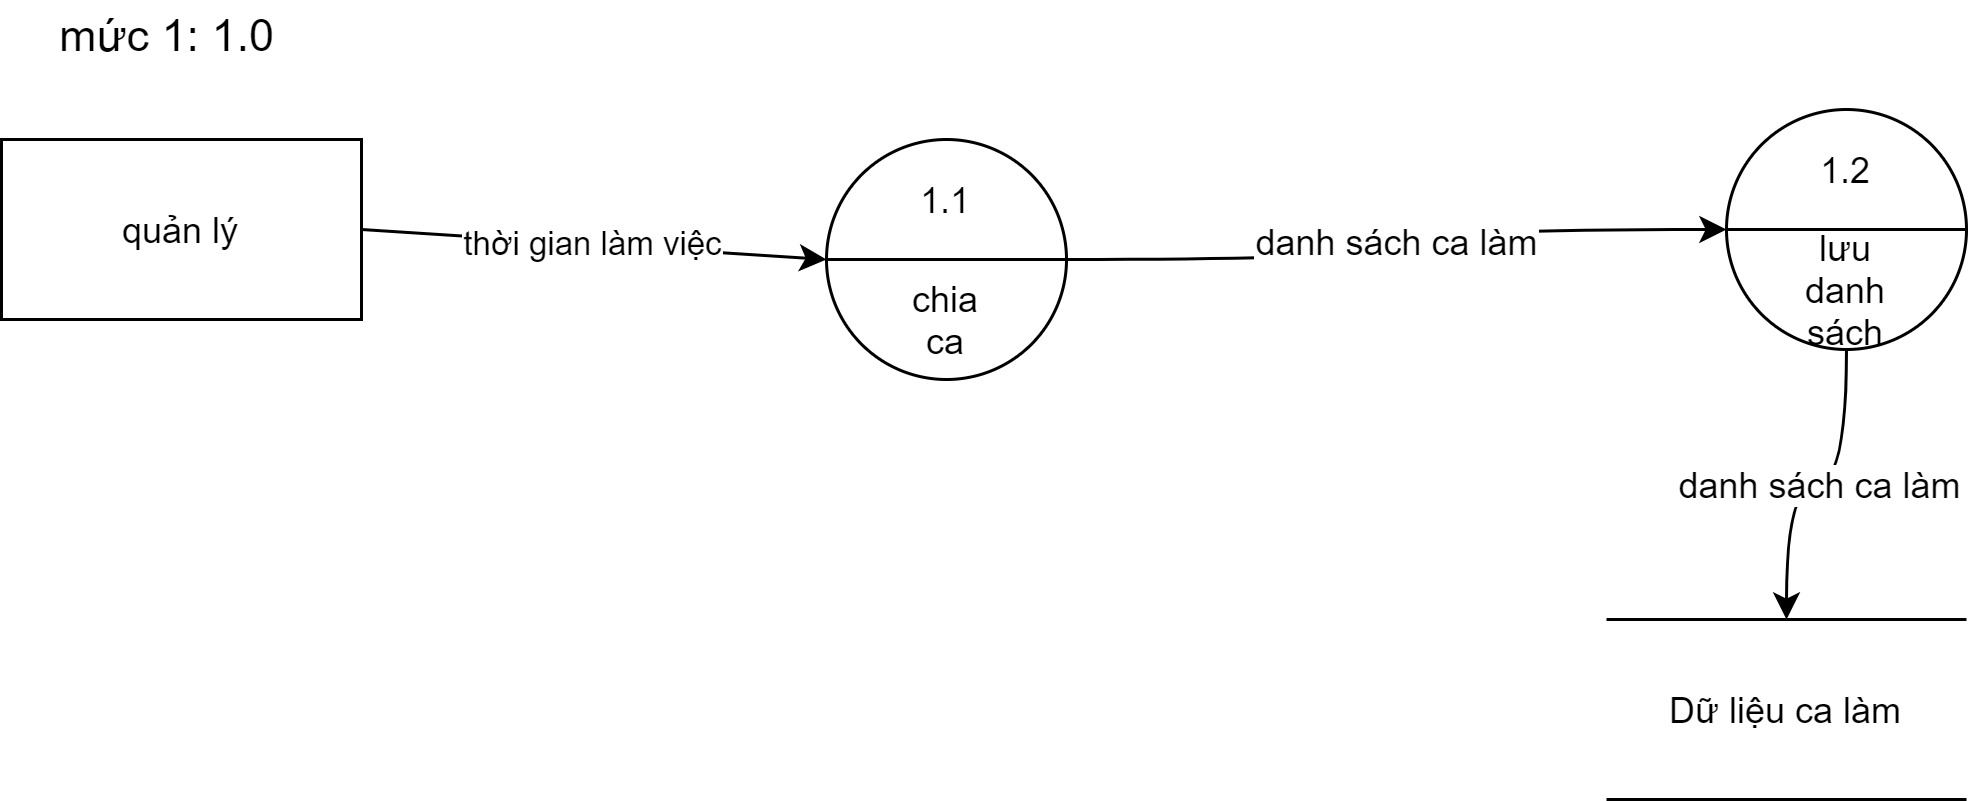 mức 1: 1.0
quản lý
thời gian làm việc
1.1
chia
ca
danh sách ca làm
1.2
lưu
danh
sách
danh sách ca làm
Dữ liệu ca làm